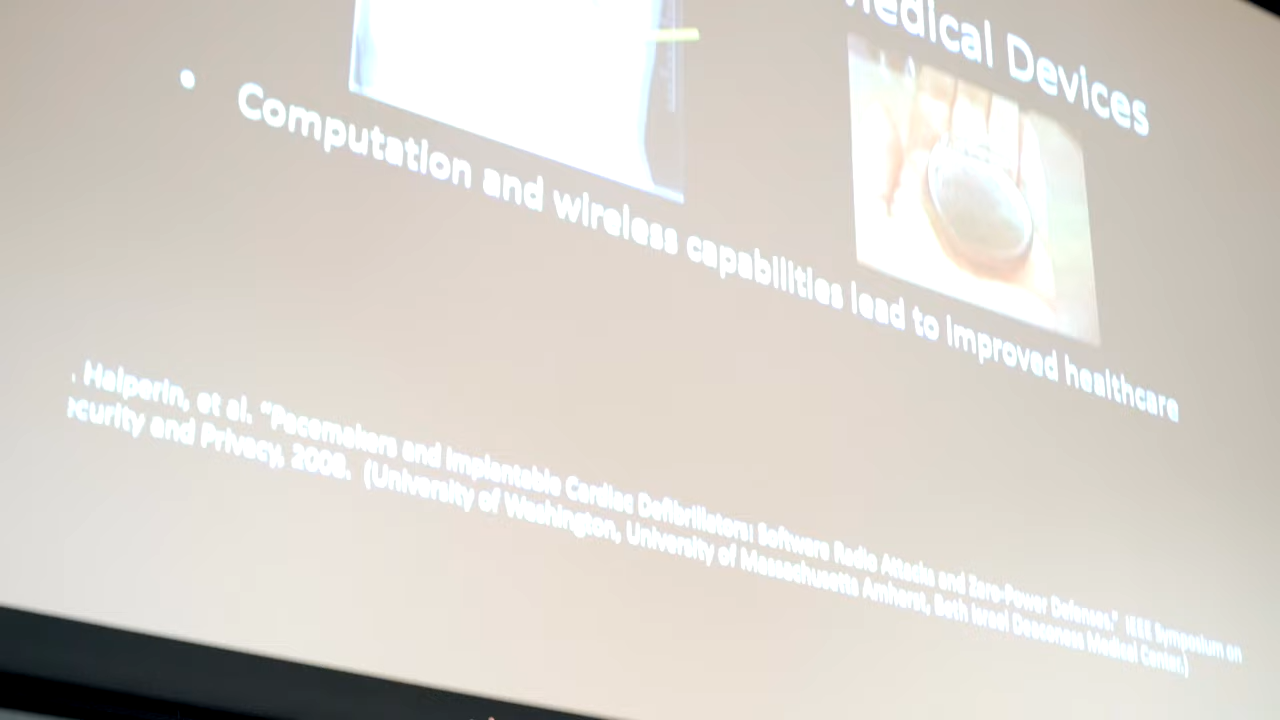 Medical Devices
• Computation and wireless capabilities lead to improved healthcare
. Halperin, et al. “Pacemakers and Implantable Cardiac Defibrillators: Software Radio Attacks and Zero-Power Defenses.” IEEE Symposium on
ecurity and Privacy, 2008. (University of Washington, University of Massachusetts Amherst, Beth Israel Deaconess Medical Center.)